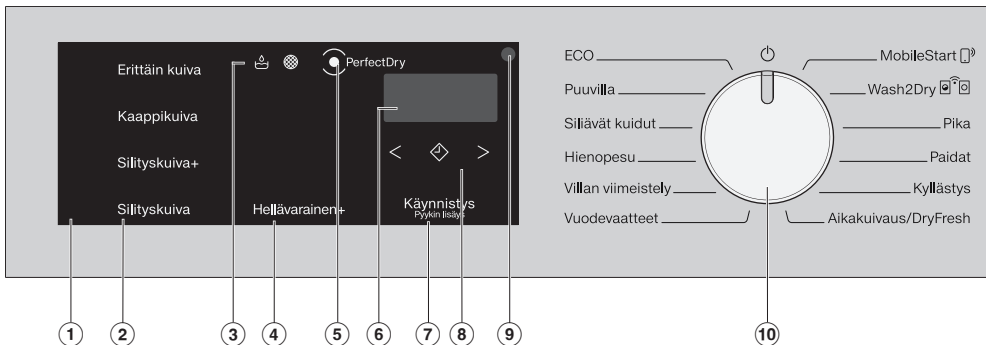 Erittäin kuiva
Kaappikuiva
Silityskuiva+
Silityskuiva
PerfectDry
Hellävarainen+
< >
Käynnistys
Pyykin lisäys
ECO
Puuvilla
Siliävät kuidut
Hienopesu
Villan viimeistely
Vuodevaatteet
MobileStart
Wash2Dry
Pika
Paidat
Kyllästys
Aikakuivaus/DryFresh
1 2 3 4 5 6 7 8 9 10